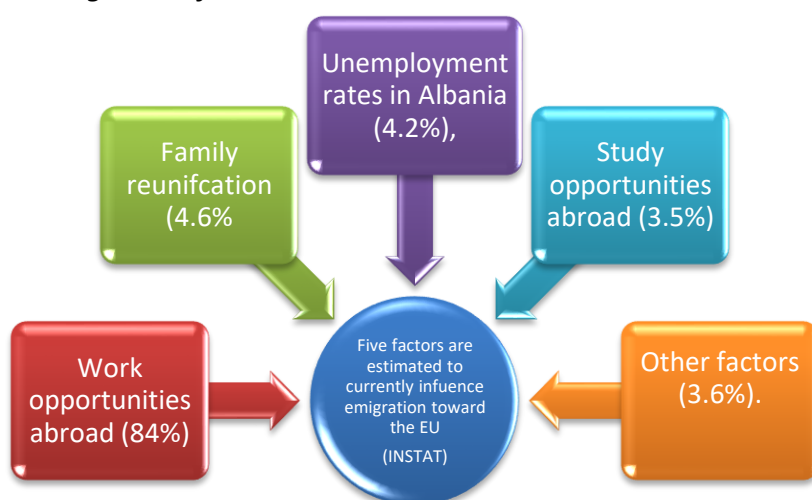 Unemployment
rates in Albania
(4.2%),
Family
reunifcation
(4.6%
Study
opportunities
abroad (3.5%)
Work
opportunities
abroad (84%)
Five factors are
estimated to
currently infuence
emigration toward
the EU
(INSTAT)
Other factors
(3.6%).